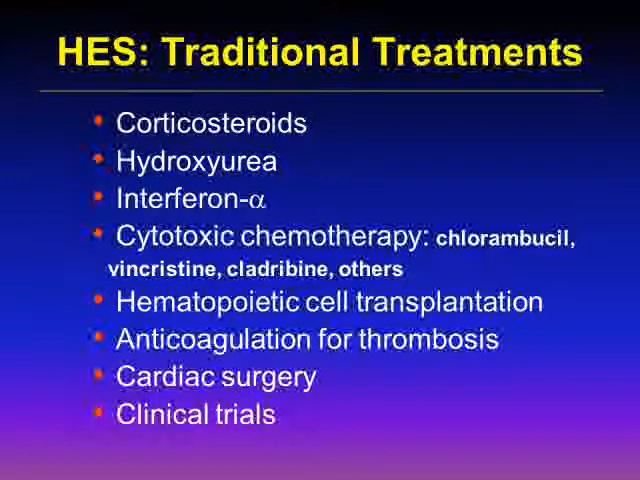 HES: Traditional Treatments
• Corticosteroids
• Hydroxyurea
• Interferon-α
• Cytotoxic chemotherapy: chlorambucil,
vincristine, cladribine, others
• Hematopoietic cell transplantation
• Anticoagulation for thrombosis
• Cardiac surgery
• Clinical trials